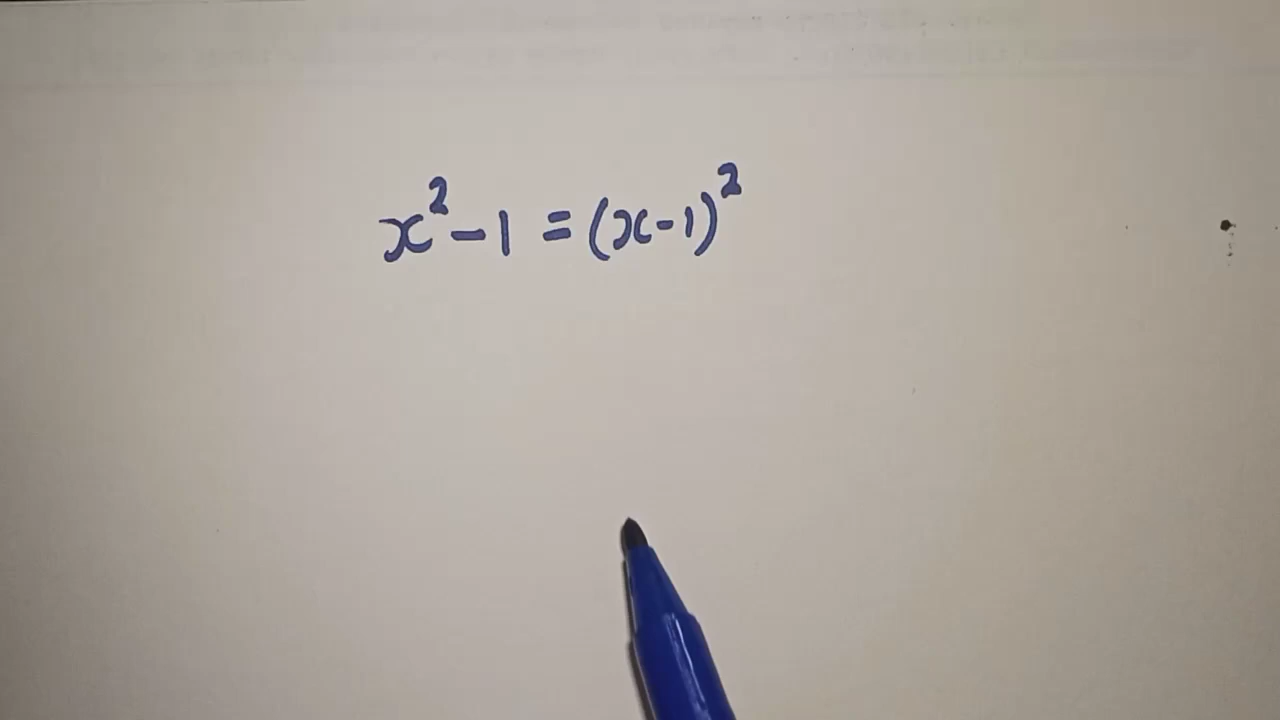 x² - 1 = (x - 1)²